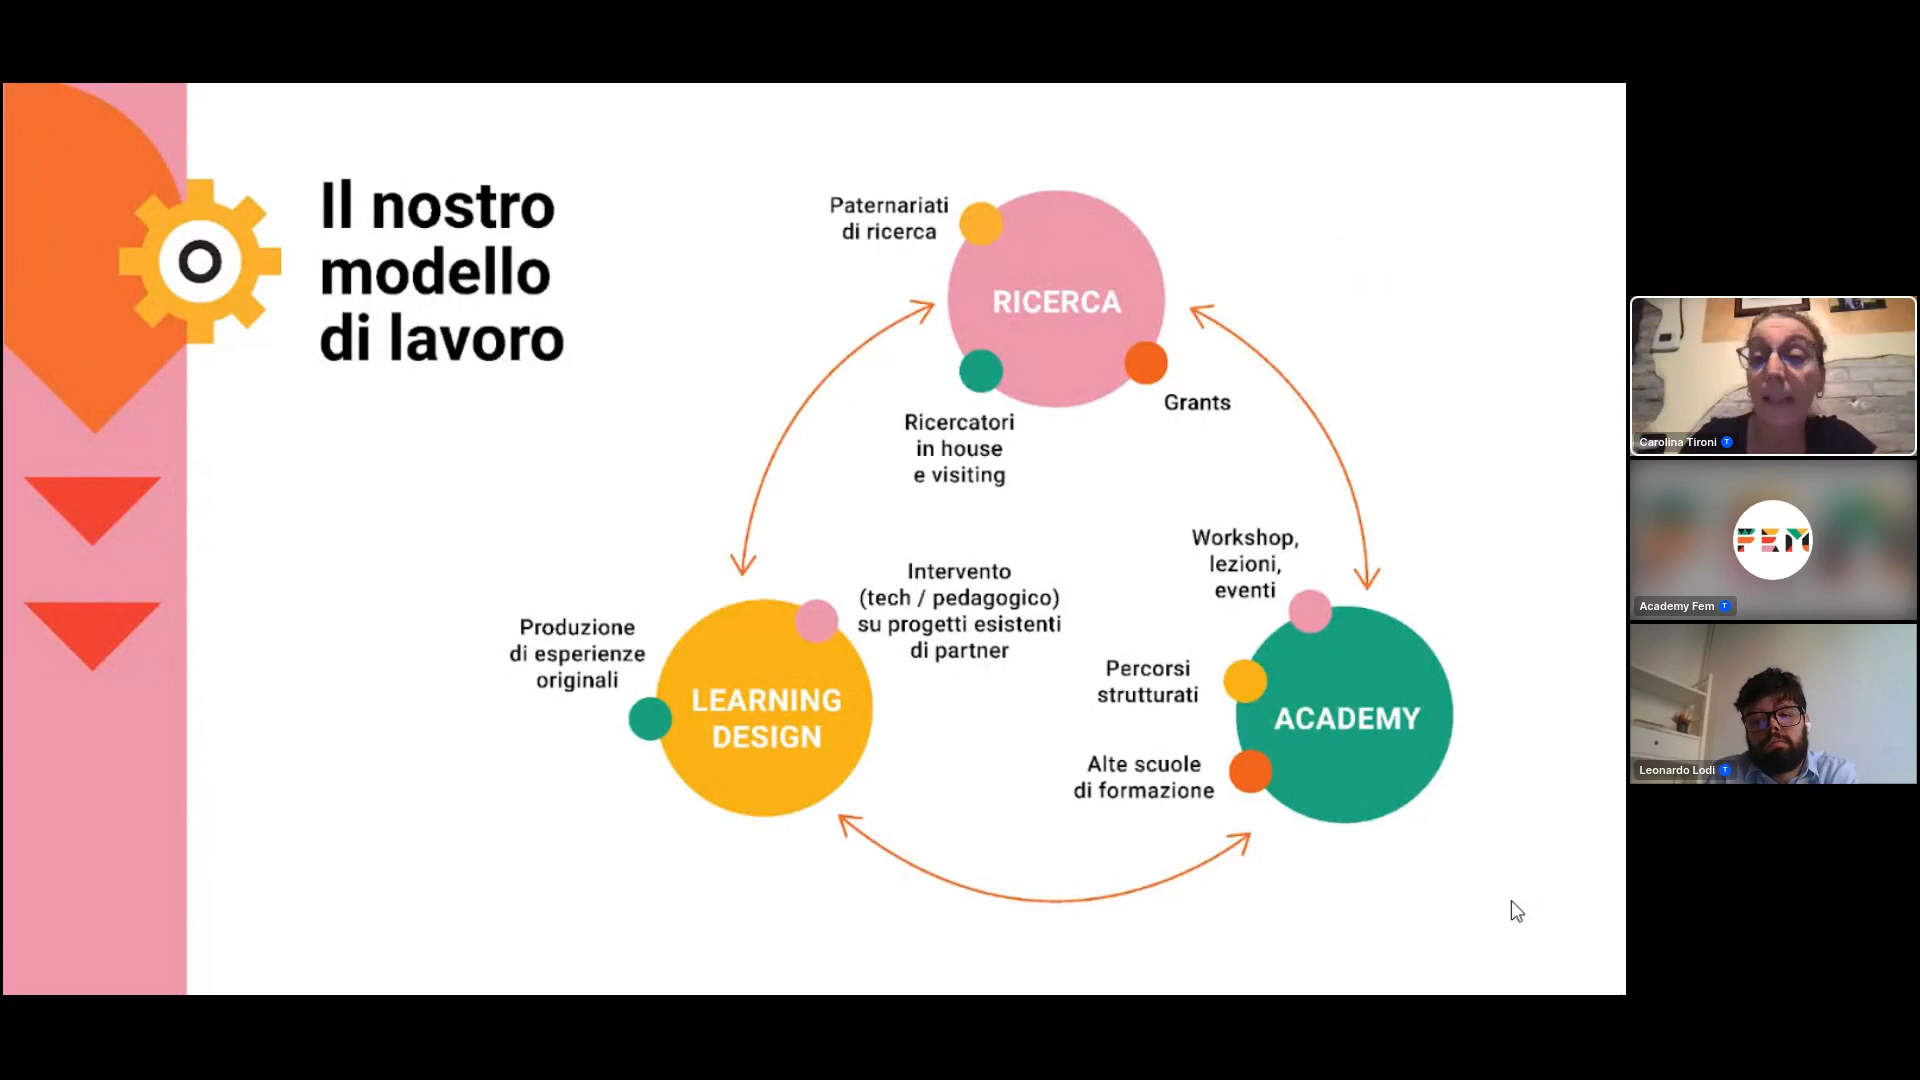 Il nostro
modello
di lavoro
Paternariati
di ricerca
RICERCA
Grants
Ricercatori
in house
e visiting
Workshop,
lezioni,
eventi
Intervento
(tech / pedagogico)
su progetti esistenti
di partner
Produzione
di esperienze
originali
LEARNING
DESIGN
Percorsi
strutturati
ACADEMY
Alte scuole
di formazione
Carolina Tironi T
FEM
Academy Fem T
Leonardo Lodi T